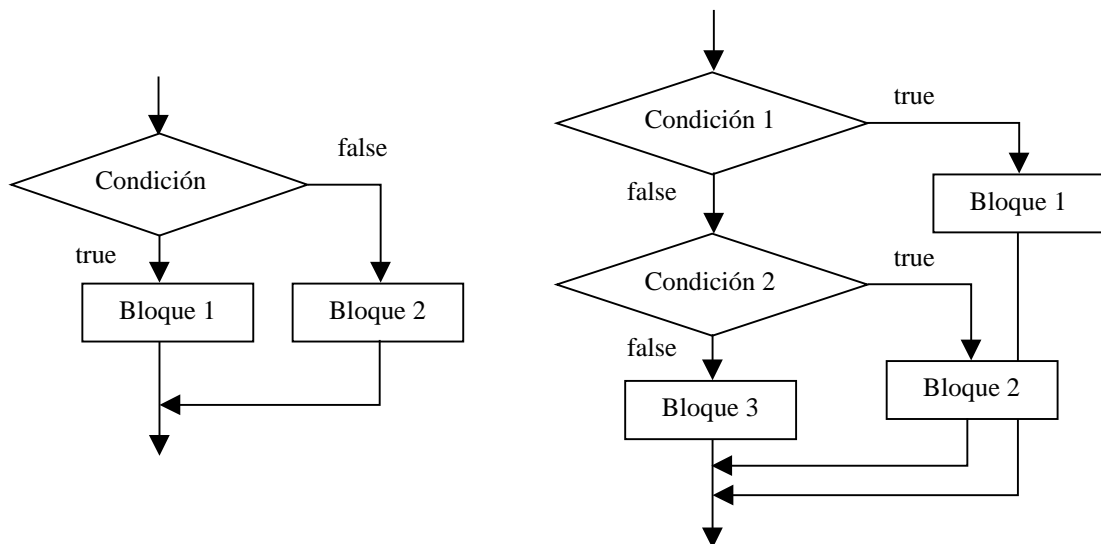 Condición
false
true
Bloque 1
Bloque 2
Condición 1
true
false
Bloque 1
Condición 2
true
false
Bloque 2
Bloque 3